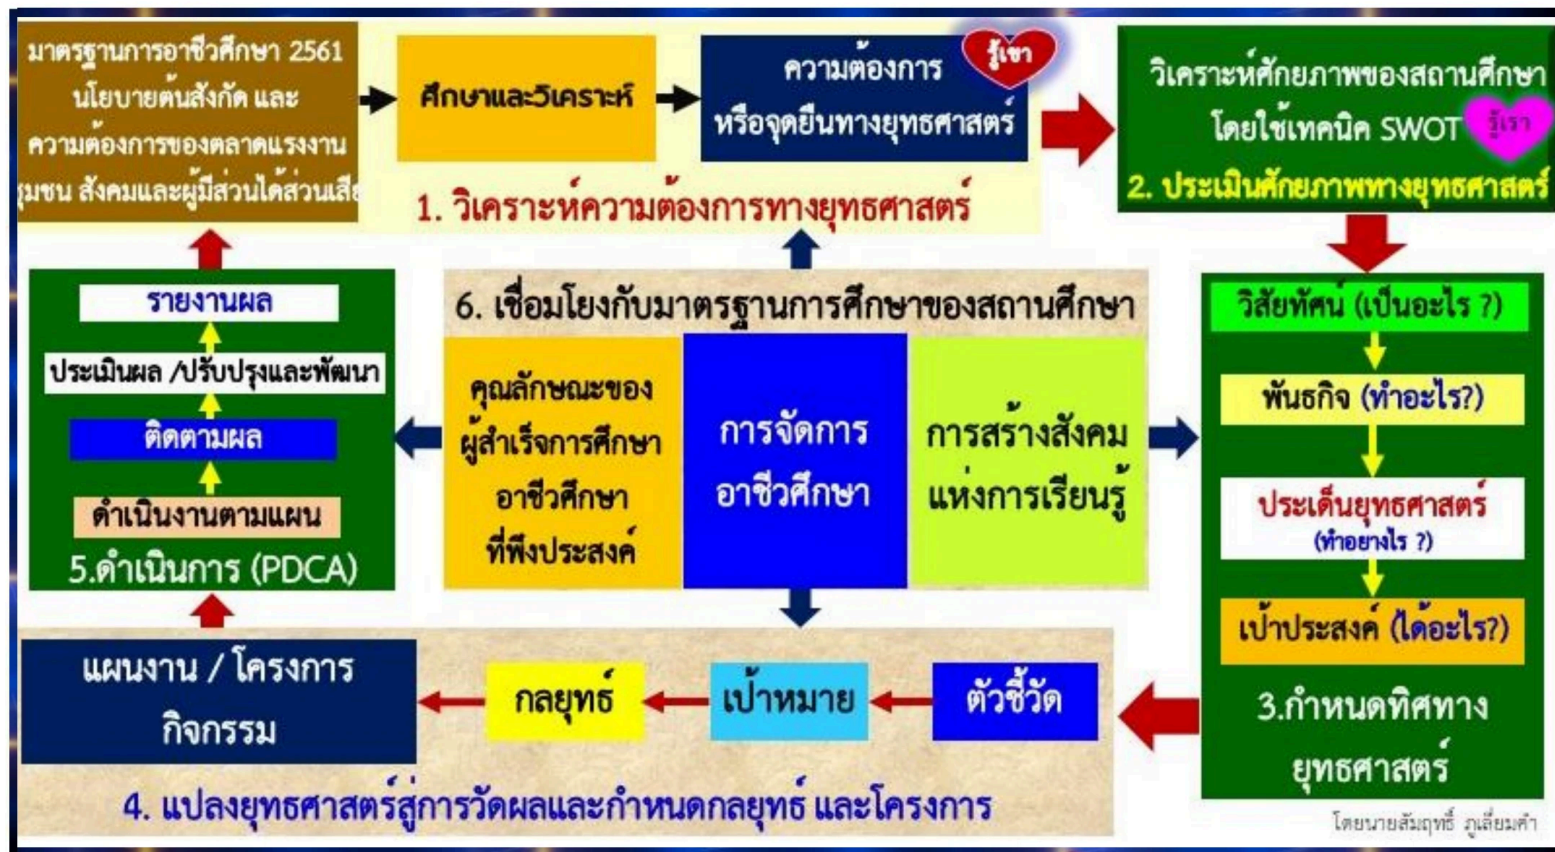 มาตรฐานการอาชีวศึกษา 2561
นโยบายต้นสังกัด และ
ความต้องการของตลาดแรงงาน
ชุมชน สังคมและผู้มีส่วนได้ส่วนเสีย
ศึกษาและวิเคราะห์
ความต้องการ
หรือจุดยืนทางยุทธศาสตร์
รู้เขา
1. วิเคราะห์ความต้องการทางยุทธศาสตร์
วิเคราะห์ศักยภาพของสถานศึกษา
โดยใช้เทคนิค SWOT
รู้เรา
2. ประเมินศักยภาพทางยุทธศาสตร์
วิสัยทัศน์ (เป็นอะไร ?)
พันธกิจ (ทำอะไร?)
ประเด็นยุทธศาสตร์
(ทำอย่างไร ?)
เป้าประสงค์ (ได้อะไร?)
3.กำหนดทิศทาง
ยุทธศาสตร์
ตัวชี้วัด
เป้าหมาย
กลยุทธ์
แผนงาน / โครงการ
กิจกรรม
4. แปลงยุทธศาสตร์สู่การวัดผลและกำหนดกลยุทธ์ และโครงการ
รายงานผล
ประเมินผล /ปรับปรุงและพัฒนา
ติดตามผล
ดำเนินงานตามแผน
5.ดำเนินการ (PDCA)
6. เชื่อมโยงกับมาตรฐานการศึกษาของสถานศึกษา
คุณลักษณะของ
ผู้สำเร็จการศึกษา
อาชีวศึกษา
ที่พึงประสงค์
การจัดการ
อาชีวศึกษา
การสร้างสังคม
แห่งการเรียนรู้
โดยนายสัมฤทธิ์ ภูเลี่ยมคำ